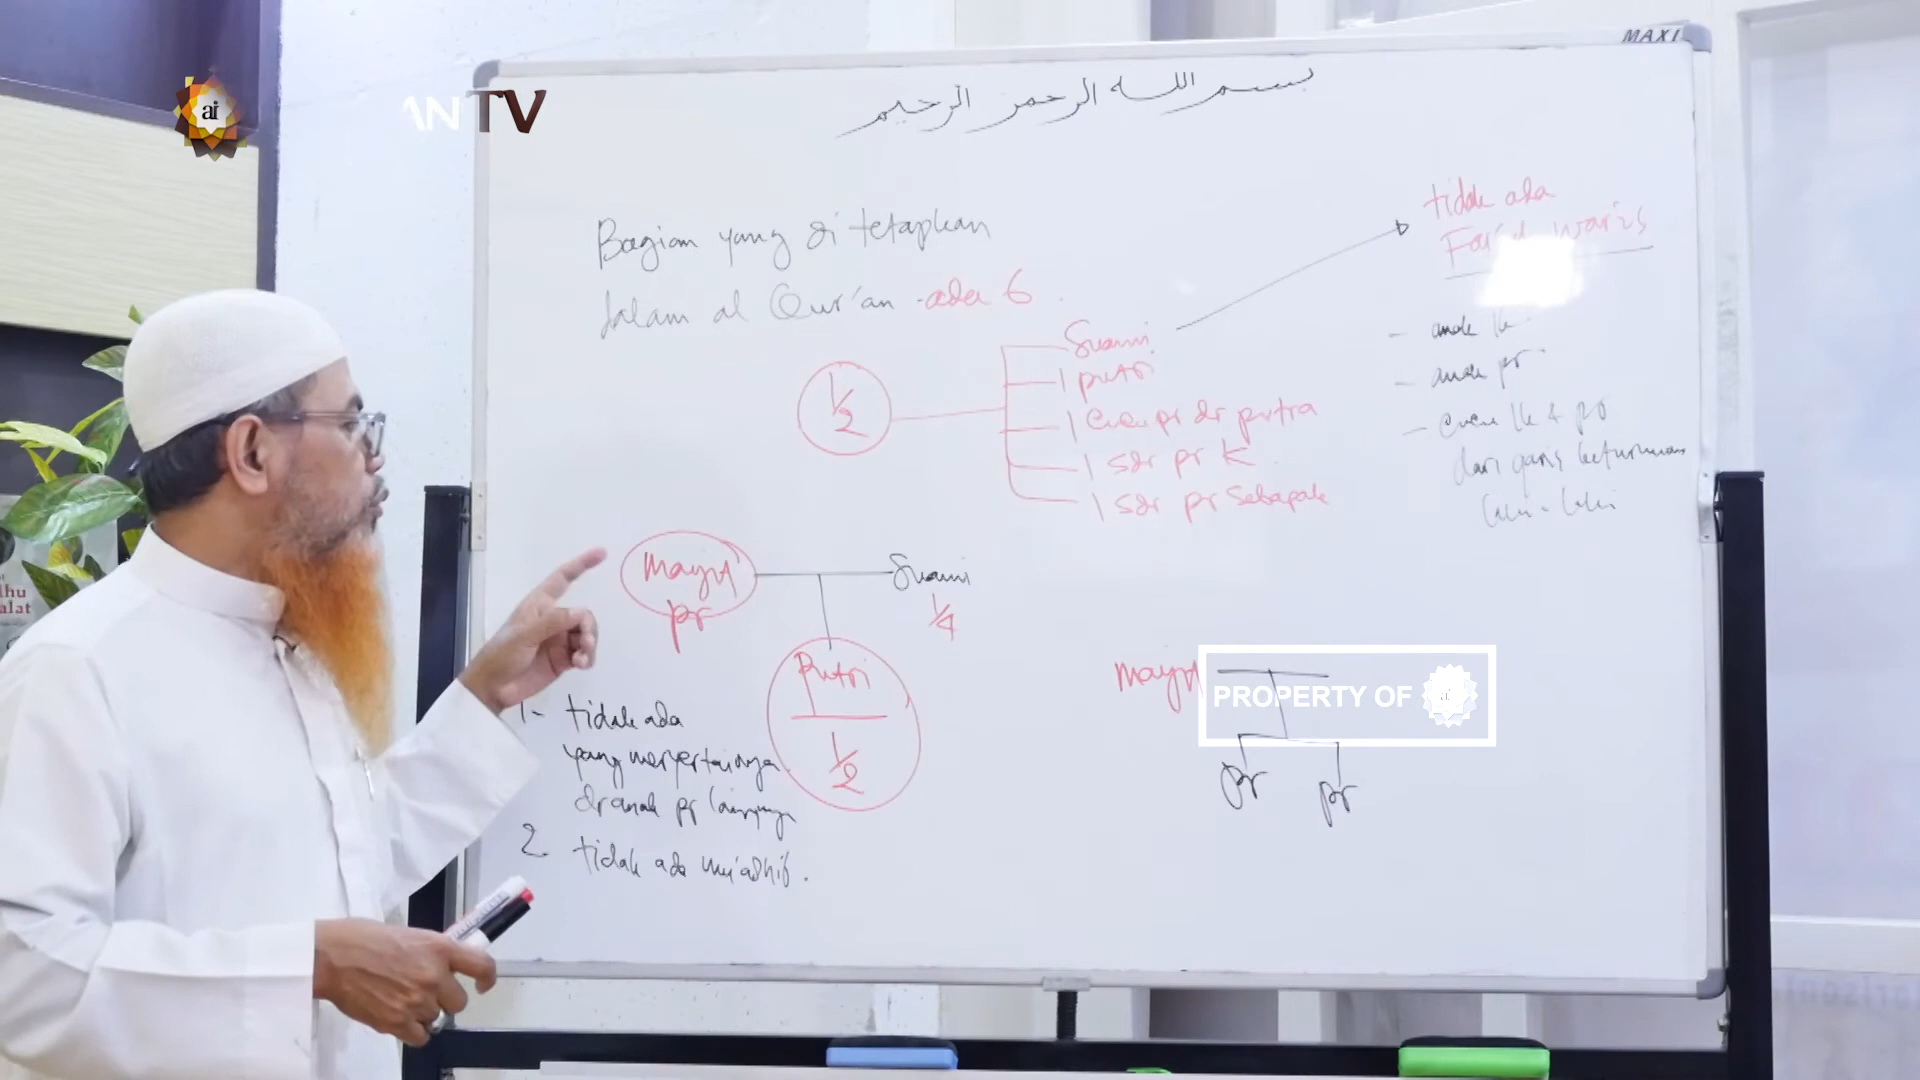 MAXI
ai
AN TV
بسم الله الرحمن الرحيم
Bagian yang di tetapkan
dalam al Qur'an ada 6.
1/2
Suami
1 putri
1 cucu pr dr putra
1 sdr pr K
1 sdr pr sebapak
tidak ada
waris
- anak lk
- anak pr
- cucu lk & pr
dari garis keturunan
laki-laki
Mayit
pr
Suami
1/4
Putri
1/2
1- tidak ada
yang menyertainya
dr anak pr lainnya
2 tidak ada mu'ashib.
Mayit
PROPERTY OF
pr pr